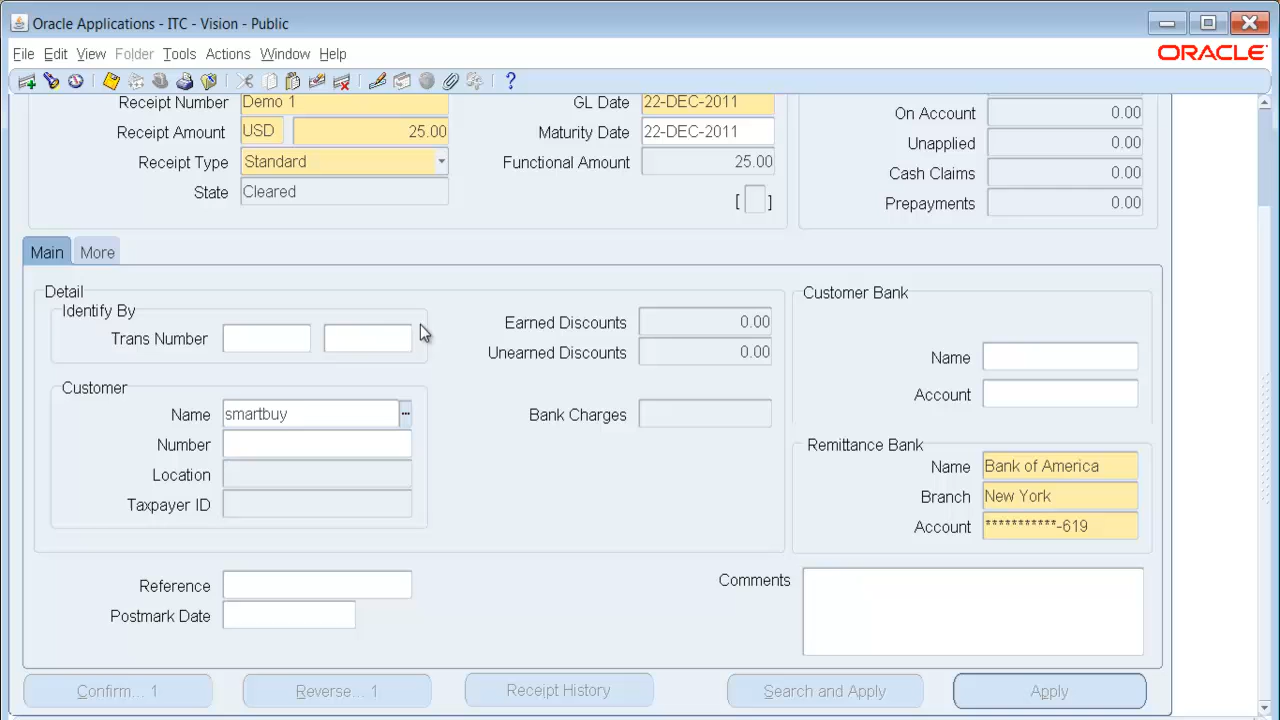 Oracle Applications - ITC - Vision - Public
File Edit View Folder Tools Actions Window Help
ORACLE
Receipt Number Demo 1
GL Date 22-DEC-2011
On Account 0.00
Receipt Amount USD 25.00
Maturity Date 22-DEC-2011
Unapplied 0.00
Receipt Type Standard
Functional Amount 25.00
Cash Claims 0.00
State Cleared
[ ]
Prepayments 0.00
Main More
Detail
Identify By
Trans Number
Earned Discounts 0.00
Unearned Discounts 0.00
Customer
Name smartbuy ...
Number
Location
Taxpayer ID
Bank Charges
Customer Bank
Name
Account
Remittance Bank
Name Bank of America
Branch New York
Account ***********-619
Reference
Postmark Date
Comments
Confirm... 1 Reverse... 1 Receipt History Search and Apply Apply